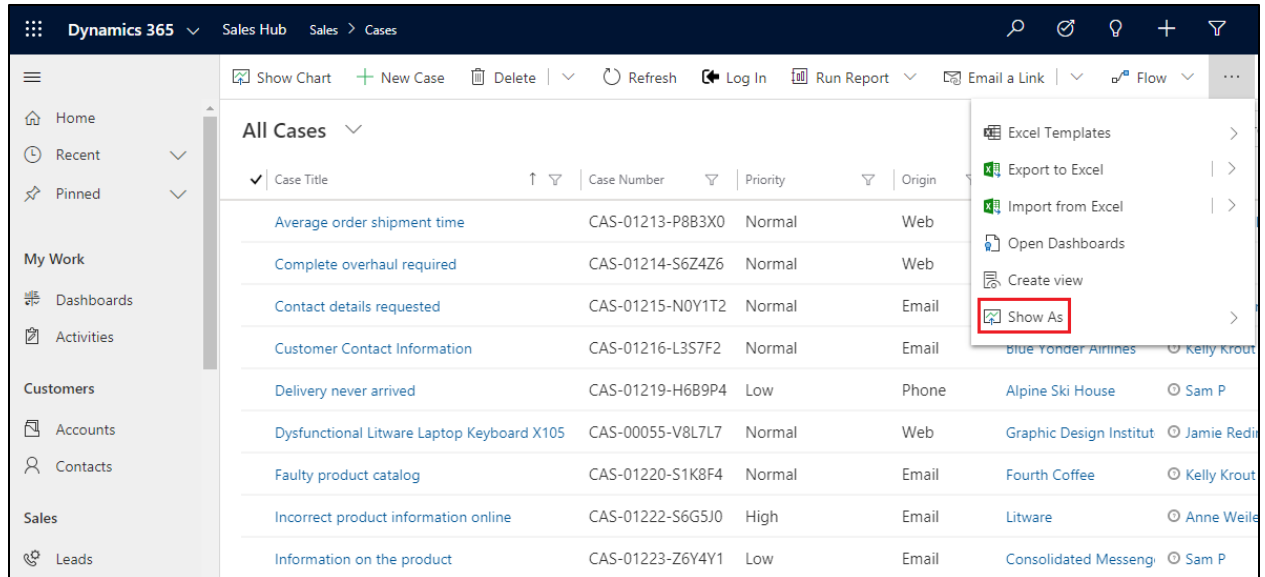 Dynamics 365 Sales Hub Sales > Cases
Show Chart New Case Delete Refresh Log In Run Report Email a Link Flow ...
Home
Recent
Pinned
My Work
Dashboards
Activities
Customers
Accounts
Contacts
Sales
Leads
All Cases
Case Title Case Number Priority Origin
Average order shipment time CAS-01213-P8B3X0 Normal Web
Complete overhaul required CAS-01214-S6Z4Z6 Normal Web
Contact details requested CAS-01215-N0Y1T2 Normal Email
Customer Contact Information CAS-01216-L3S7F2 Normal Email Blue Yonder Airlines Kelly Krout
Delivery never arrived CAS-01219-H6B9P4 Low Phone Alpine Ski House Sam P
Dysfunctional Litware Laptop Keyboard X105 CAS-00055-V8L7L7 Normal Web Graphic Design Institut Jamie Redin
Faulty product catalog CAS-01220-S1K8F4 Normal Email Fourth Coffee Kelly Krout
Incorrect product information online CAS-01222-S6G5J0 High Email Litware Anne Weile
Information on the product CAS-01223-Z6Y4Y1 Low Email Consolidated Messeng Sam P
Excel Templates
Export to Excel
Import from Excel
Open Dashboards
Create view
Show As